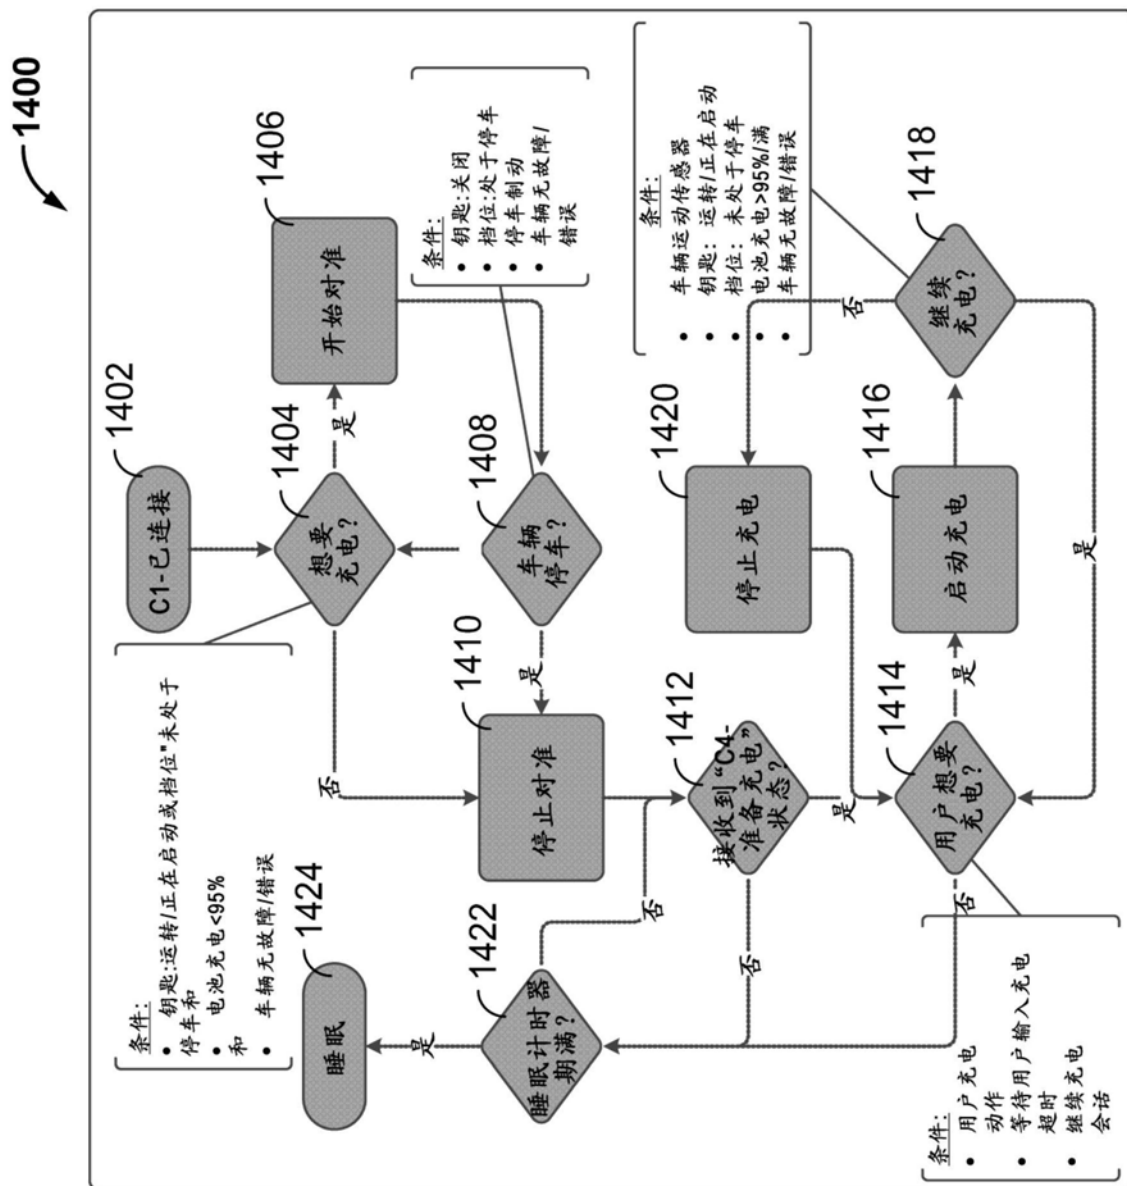 1400
1402
C1-已连接
条件:
• 钥匙:运转/正在启动或档位"未处于
停车和
• 电池充电<95%
和
• 车辆无故障/错误
1404
想要
充电?
是
否
1406
开始对准
条件:
• 钥匙:关闭
• 档位:处于停车
• 停车制动
• 车辆无故障/
错误
1408
车辆
停车?
是
1410
停止对准
1424
睡眠
是
1422
睡眠计时器
期满?
否
1412
接收到“C4-
准备充电”
状态?
否
是
1420
停止充电
条件:
• 车辆运动传感器
• 钥匙: 运转/正在启动
• 档位: 未处于停车
• 电池充电>95%/满
• 车辆无故障/错误
否
1414
用户想要
充电?
否
是
1416
启动充电
1418
继续
充电?
是
条件:
• 用户充电
动作
• 等待用户输入充电
超时
• 继续充电
会话